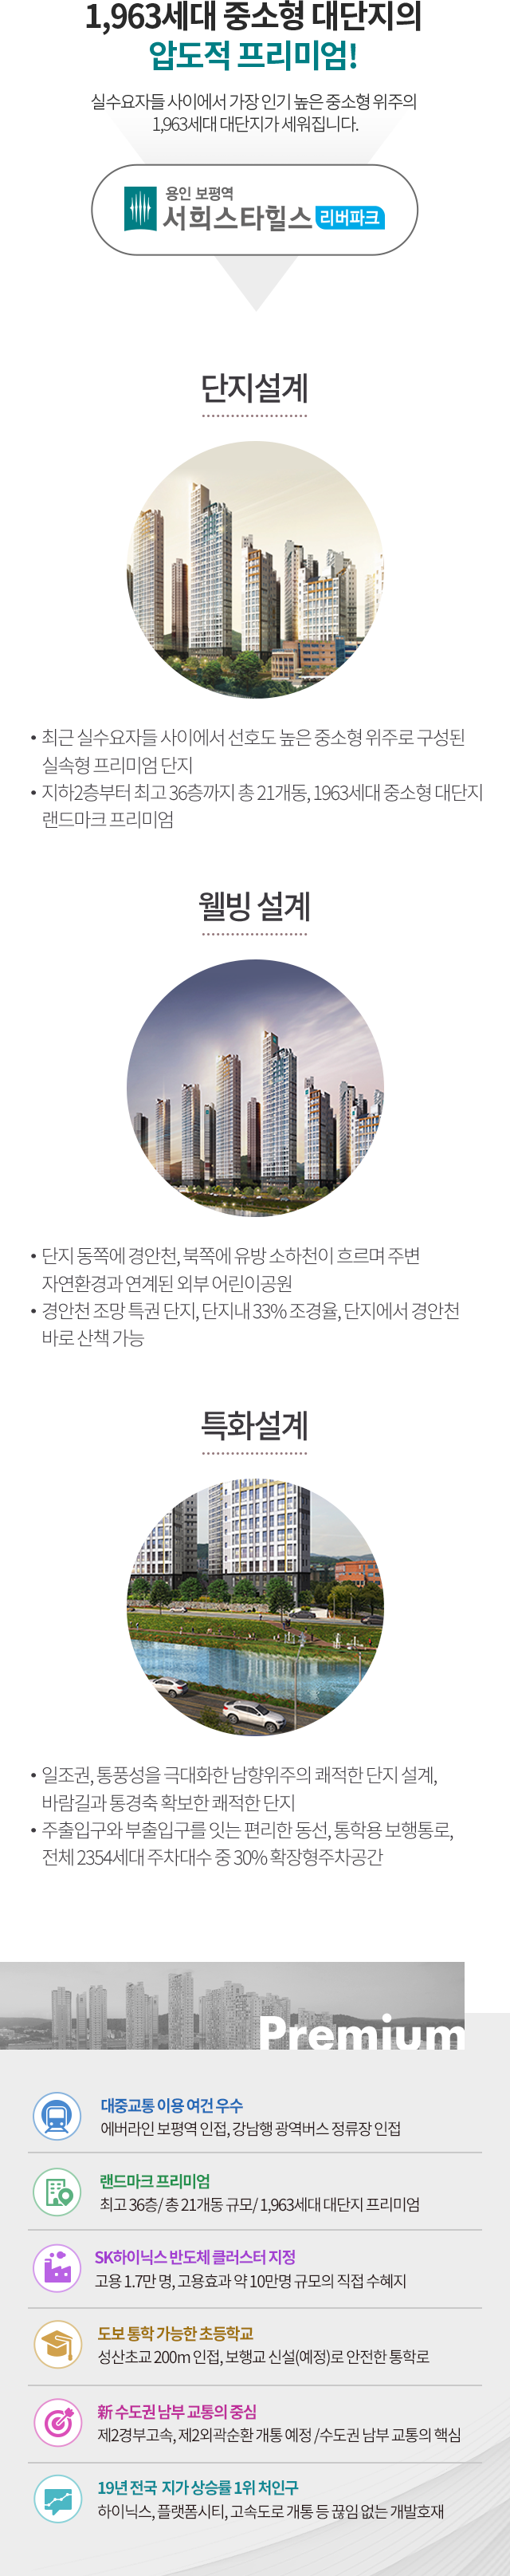 1,963세대 중소형 대단지의
압도적 프리미엄!
실수요자들 사이에서 가장 인기 높은 중소형 위주의
1,963세대 대단지가 세워집니다.
용인 보평역
서희스타힐스 리버파크
단지설계
• 최근 실수요자들 사이에서 선호도 높은 중소형 위주로 구성된
실속형 프리미엄 단지
• 지하2층부터 최고 36층까지 총 21개동, 1963세대 중소형 대단지
랜드마크 프리미엄
웰빙 설계
• 단지 동쪽에 경안천, 북쪽에 유방 소하천이 흐르며 주변
자연환경과 연계된 외부 어린이공원
• 경안천 조망 특권 단지, 단지내 33% 조경율, 단지에서 경안천
바로 산책 가능
특화설계
• 일조권, 통풍성을 극대화한 남향위주의 쾌적한 단지 설계,
바람길과 통경축 확보한 쾌적한 단지
• 주출입구와 부출입구를 잇는 편리한 동선, 통학용 보행통로,
전체 2354세대 주차대수 중 30% 확장형주차공간
Premium
대중교통 이용 여건 우수
에버라인 보평역 인접, 강남행 광역버스 정류장 인접
랜드마크 프리미엄
최고 36층/ 총 21개동 규모/ 1,963세대 대단지 프리미엄
SK하이닉스 반도체 클러스터 지정
고용 1.7만 명, 고용효과 약 10만명 규모의 직접 수혜지
도보 통학 가능한 초등학교
성산초교 200m 인접, 보행교 신설(예정)로 안전한 통학로
新 수도권 남부 교통의 중심
제2경부고속, 제2외곽순환 개통 예정 /수도권 남부 교통의 핵심
19년 전국 지가 상승률 1위 처인구
하이닉스, 플랫폼시티, 고속도로 개통 등 끊임 없는 개발호재